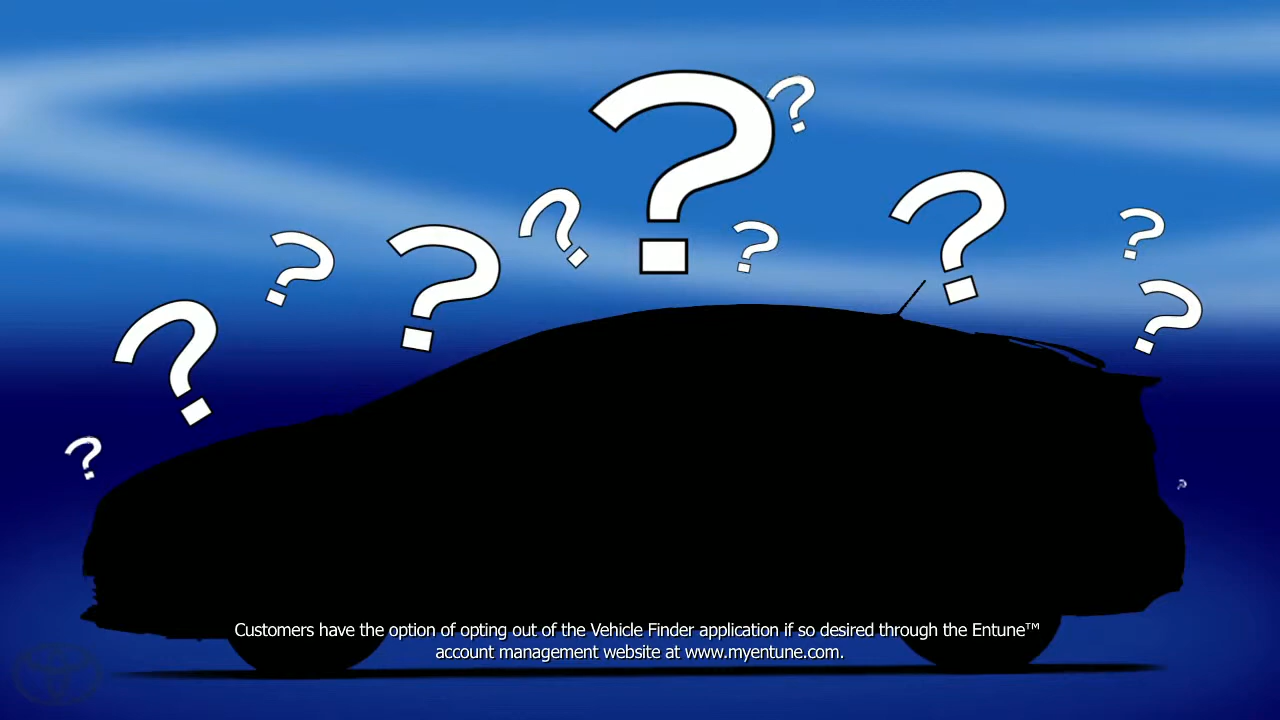 ? ? ? ? ? ? ? ? ? ? ? ?
Customers have the option of opting out of the Vehicle Finder application if so desired through the Entune™
account management website at www.myentune.com.